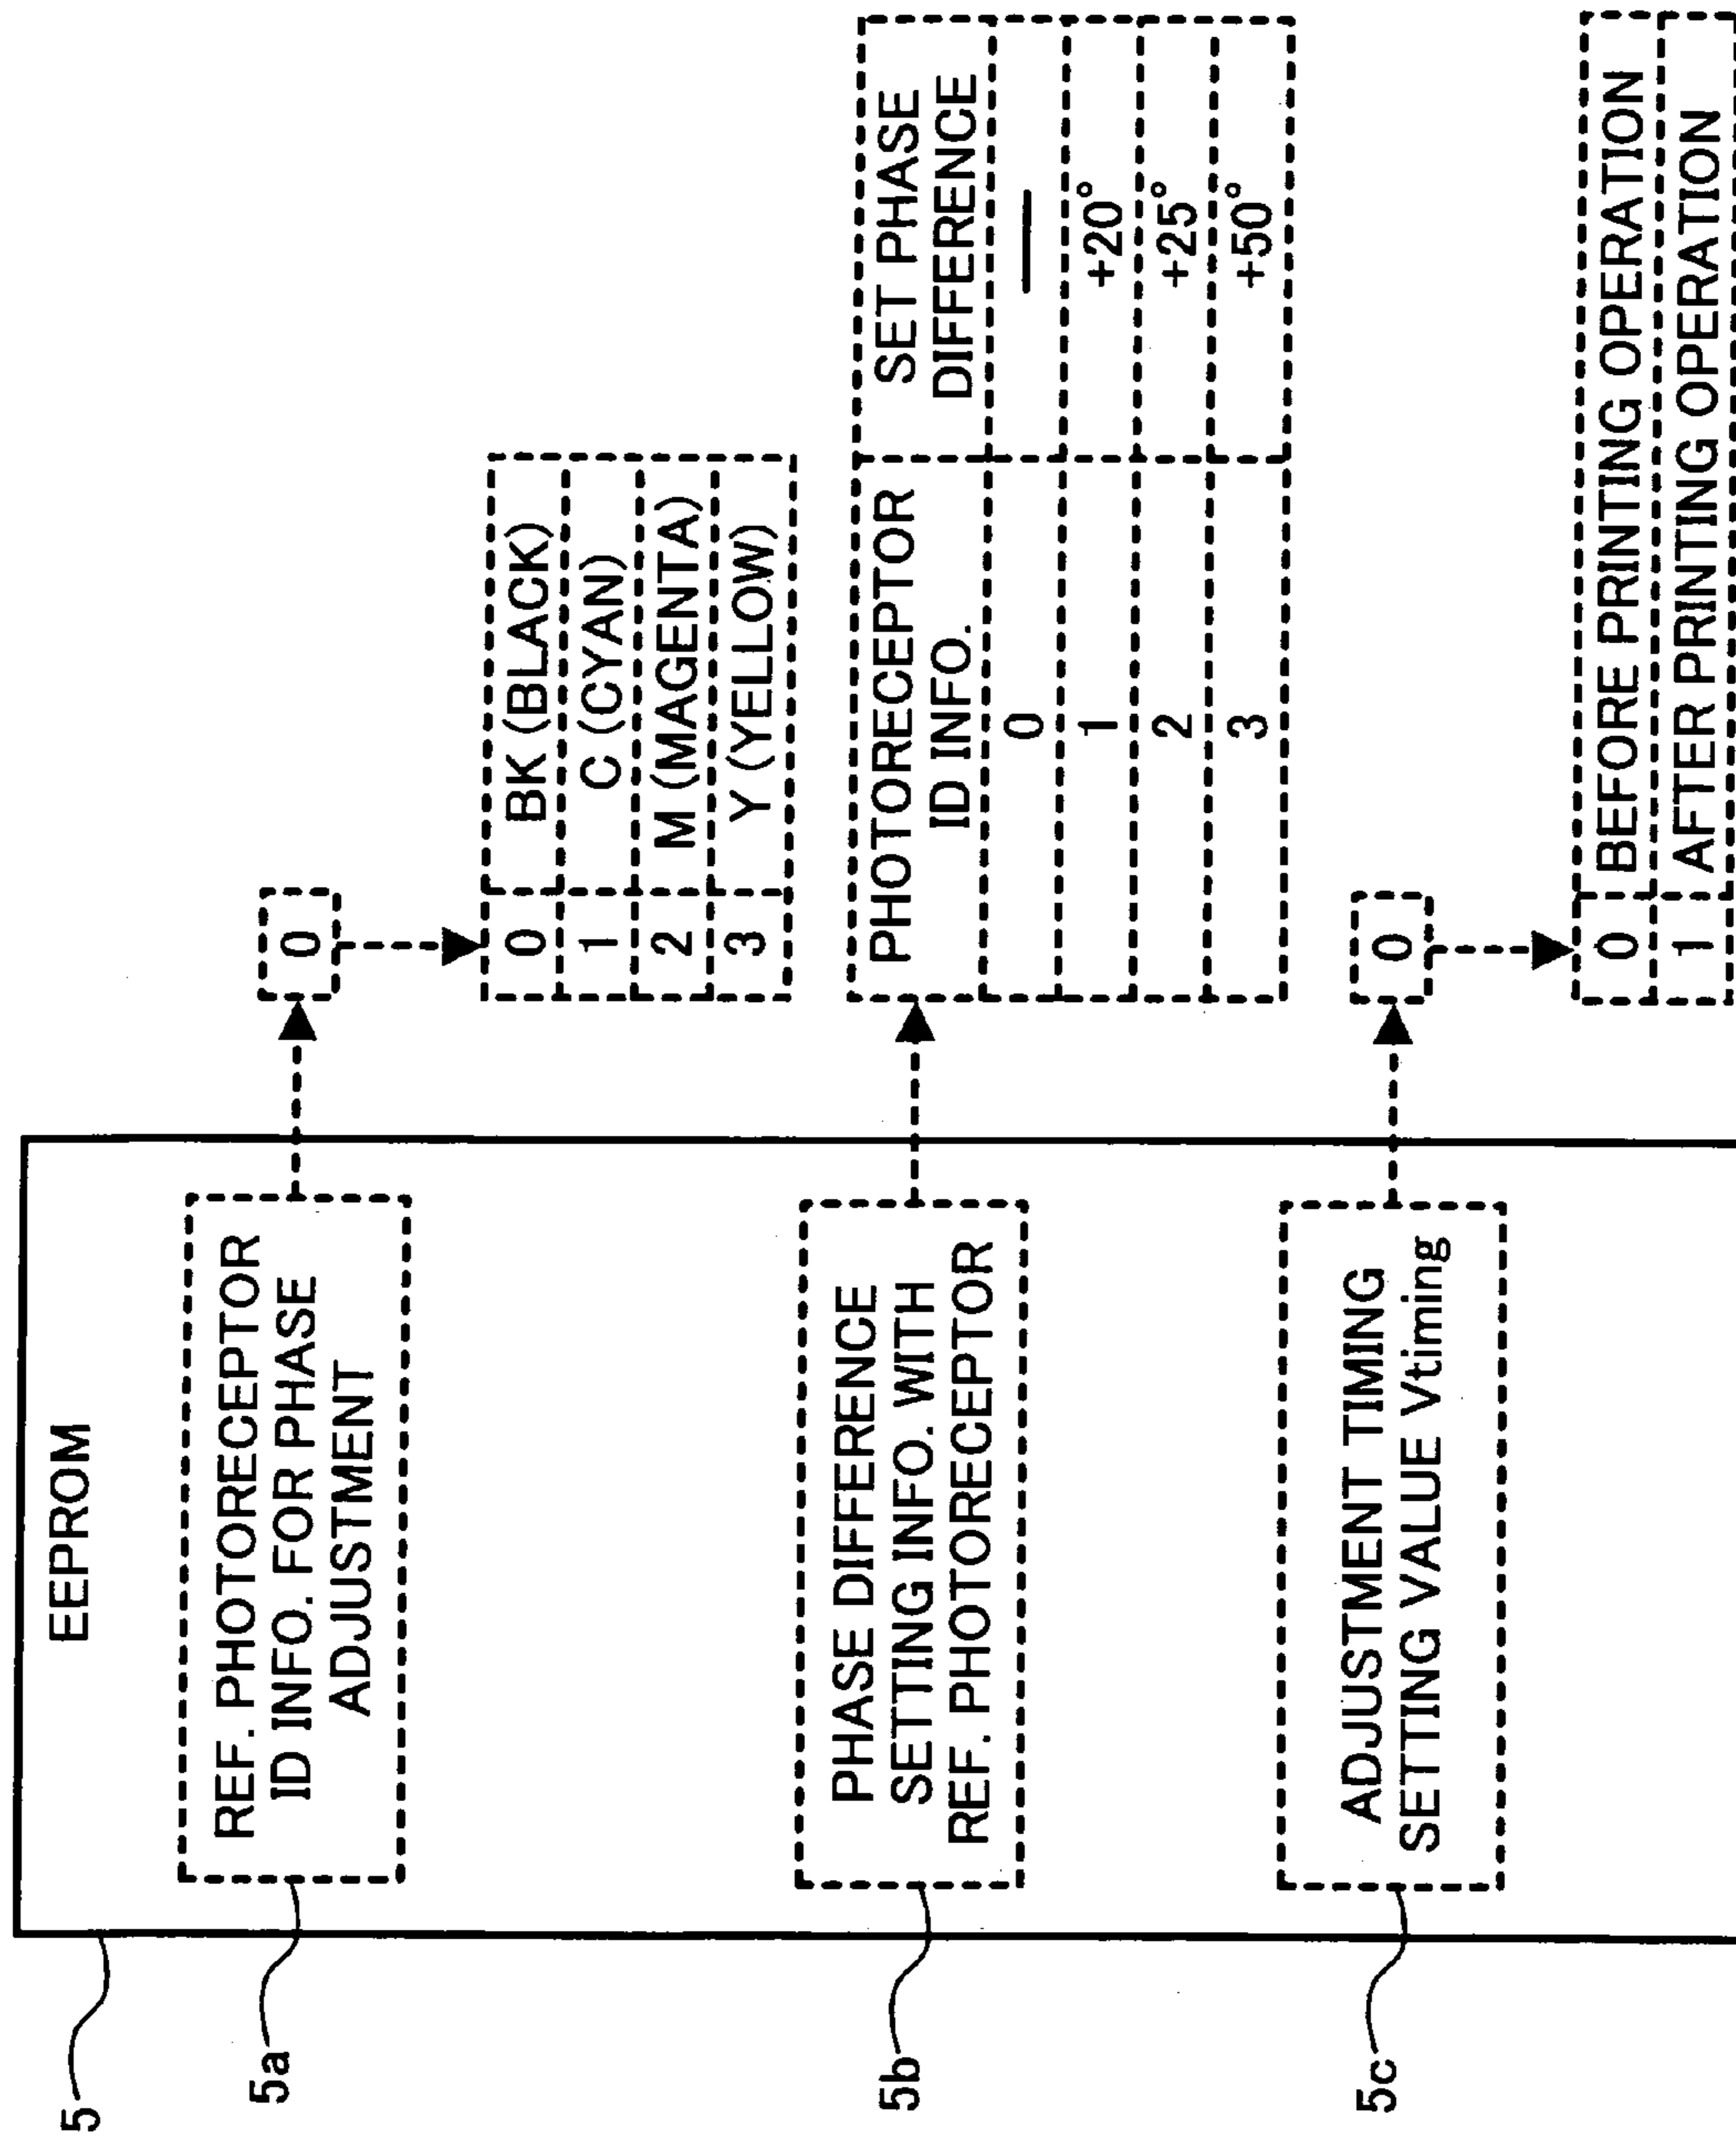 5
EEPROM
5a
REF. PHOTORECEPTOR
ID INFO. FOR PHASE
ADJUSTMENT
0
0 BK (BLACK)
1 C (CYAN)
2 M (MAGENTA)
3 Y (YELLOW)
5b
PHASE DIFFERENCE
SETTING INFO. WITH
REF. PHOTORECEPTOR
PHOTORECEPTOR
ID INFO.
SET PHASE
DIFFERENCE
0 —
1 +20°
2 +25°
3 +50°
5c
ADJUSTMENT TIMING
SETTING VALUE Vtiming
0
0 BEFORE PRINTING OPERATION
1 AFTER PRINTING OPERATION